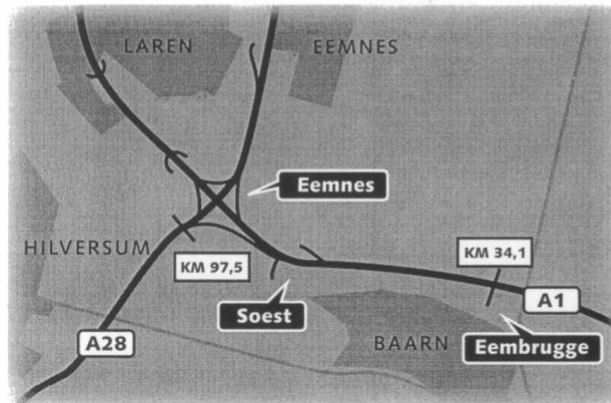 LAREN
EEMNES
Eemnes
HILVERSUM
KM 97,5
KM 34,1
Soest
A1
A28
BAARN
Eembrugge